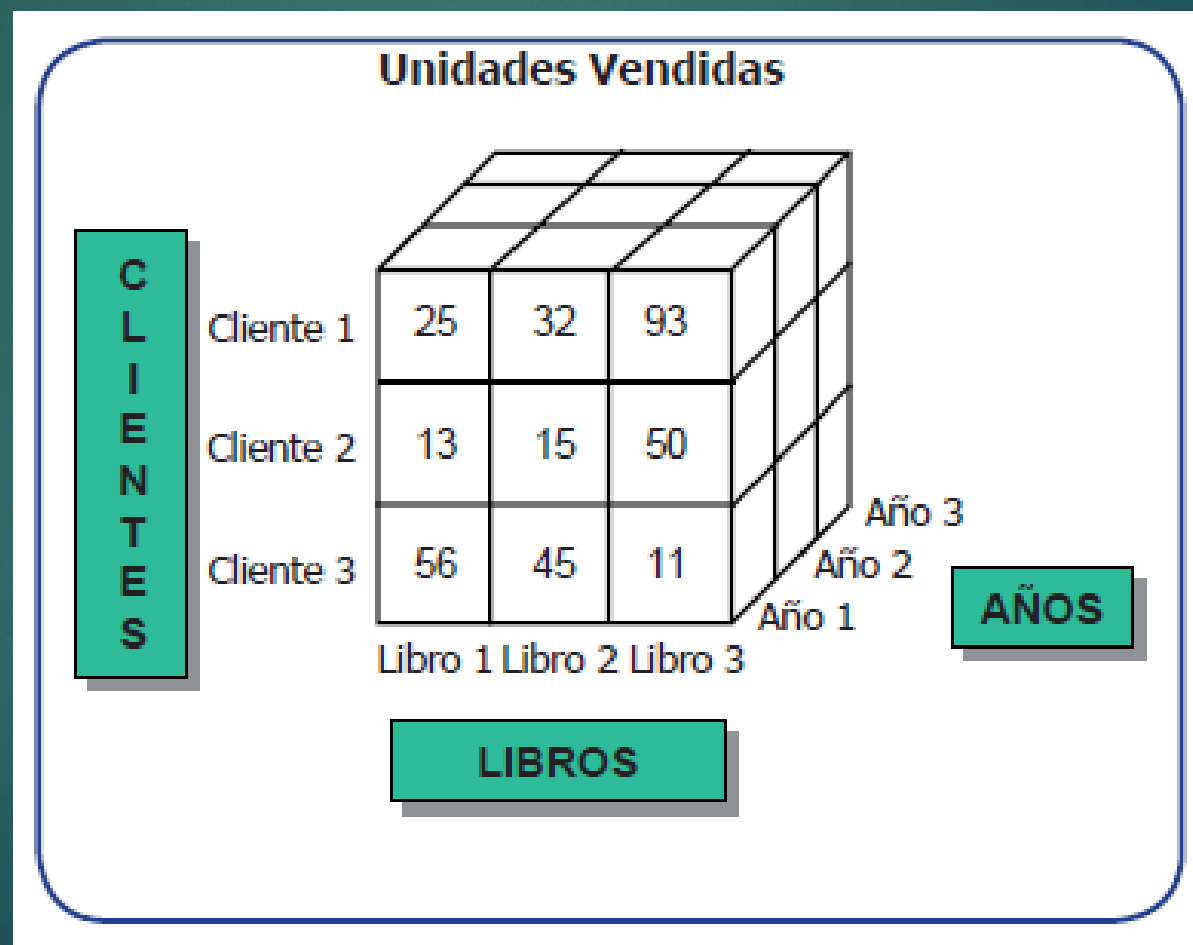 Unidades Vendidas
CLIENTES
Cliente 1 25 32 93
Cliente 2 13 15 50
Cliente 3 56 45 11
Año 3
Año 2
Año 1
AÑOS
Libro 1 Libro 2 Libro 3
LIBROS